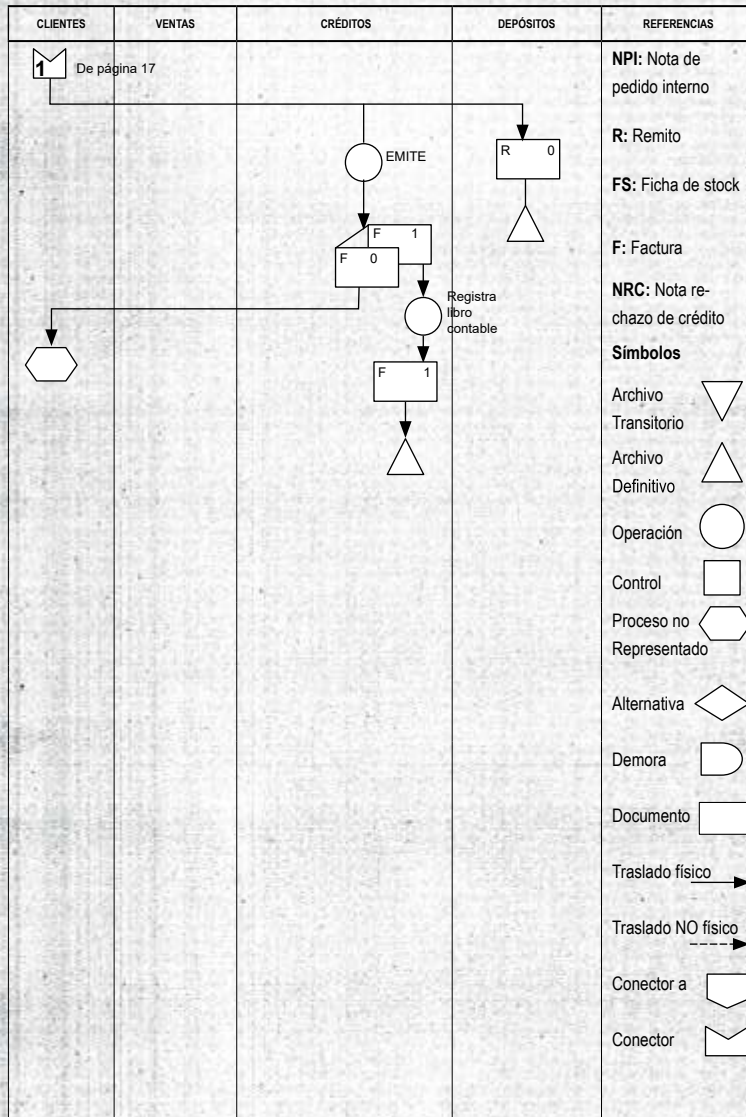 CLIENTES
VENTAS
CRÉDITOS
DEPÓSITOS
REFERENCIAS
1
De página 17
EMITE
R 0
F 1
F 0
Registra
libro
contable
F 1
NPI: Nota de
pedido interno
R: Remito
FS: Ficha de stock
F: Factura
NRC: Nota re-
chazo de crédito
Símbolos
Archivo
Transitorio
Archivo
Definitivo
Operación
Control
Proceso no
Representado
Alternativa
Demora
Documento
Traslado físico
Traslado NO físico
Conector a
Conector